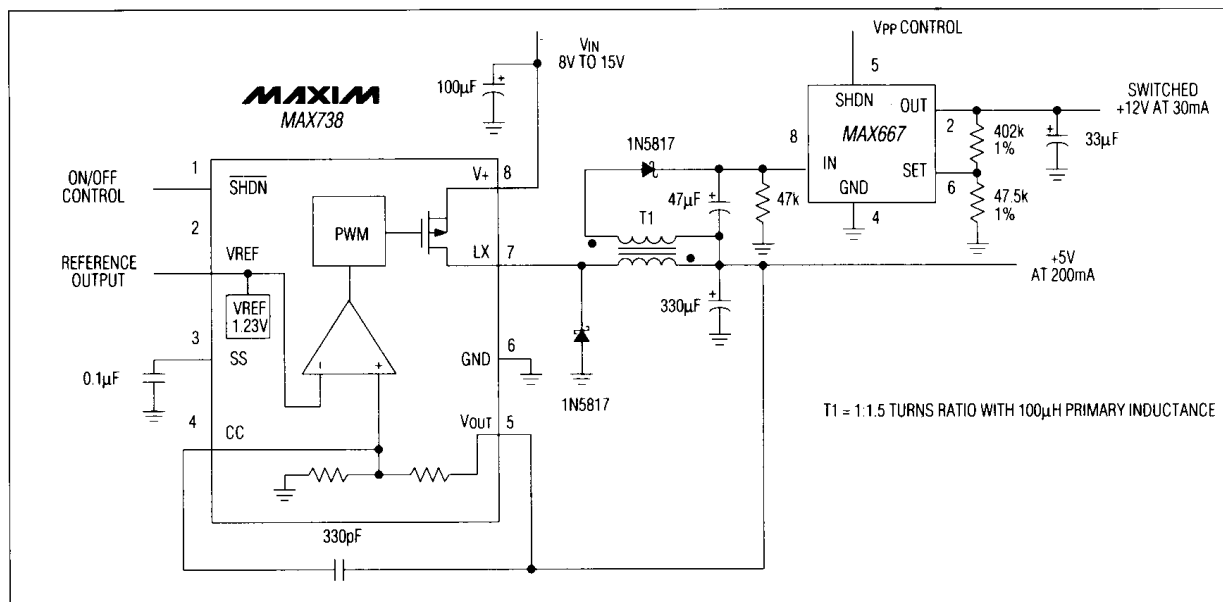 VIN
8V TO 15V
100µF
+
MAXIM
MAX738
ON/OFF
CONTROL
1
SHDN
V+
8
2
PWM
VREF
LX
7
REFERENCE
OUTPUT
VREF
1.23V
3
SS
0.1µF
4
CC
−
+
GND
6
VOUT
5
330pF
1N5817
1N5817
T1
47µF
+
47k
330µF
+
VPP CONTROL
5
SHDN
OUT
MAX667
8
IN
GND
4
2
SET
6
402k
1%
47.5k
1%
+
33µF
SWITCHED
+12V AT 30mA
+5V
AT 200mA
T1 = 1:1.5 TURNS RATIO WITH 100µH PRIMARY INDUCTANCE